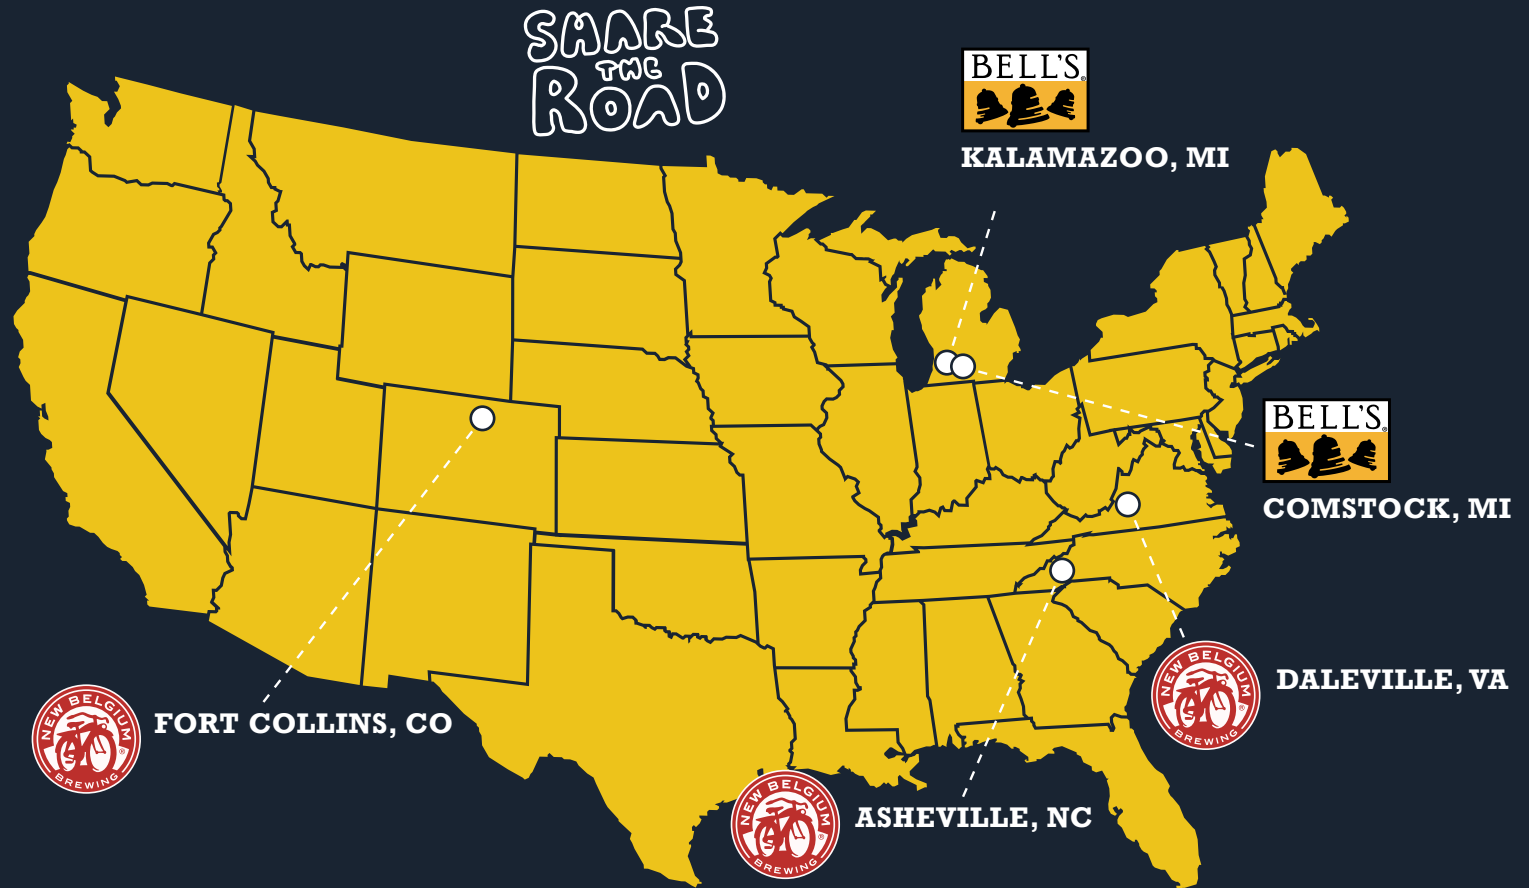 SHARE
THE
ROAD
BELL'S
KALAMAZOO, MI
BELL'S
COMSTOCK, MI
NEW BELGIUM
BREWING
DALEVILLE, VA
NEW BELGIUM
BREWING
FORT COLLINS, CO
NEW BELGIUM
BREWING
ASHEVILLE, NC